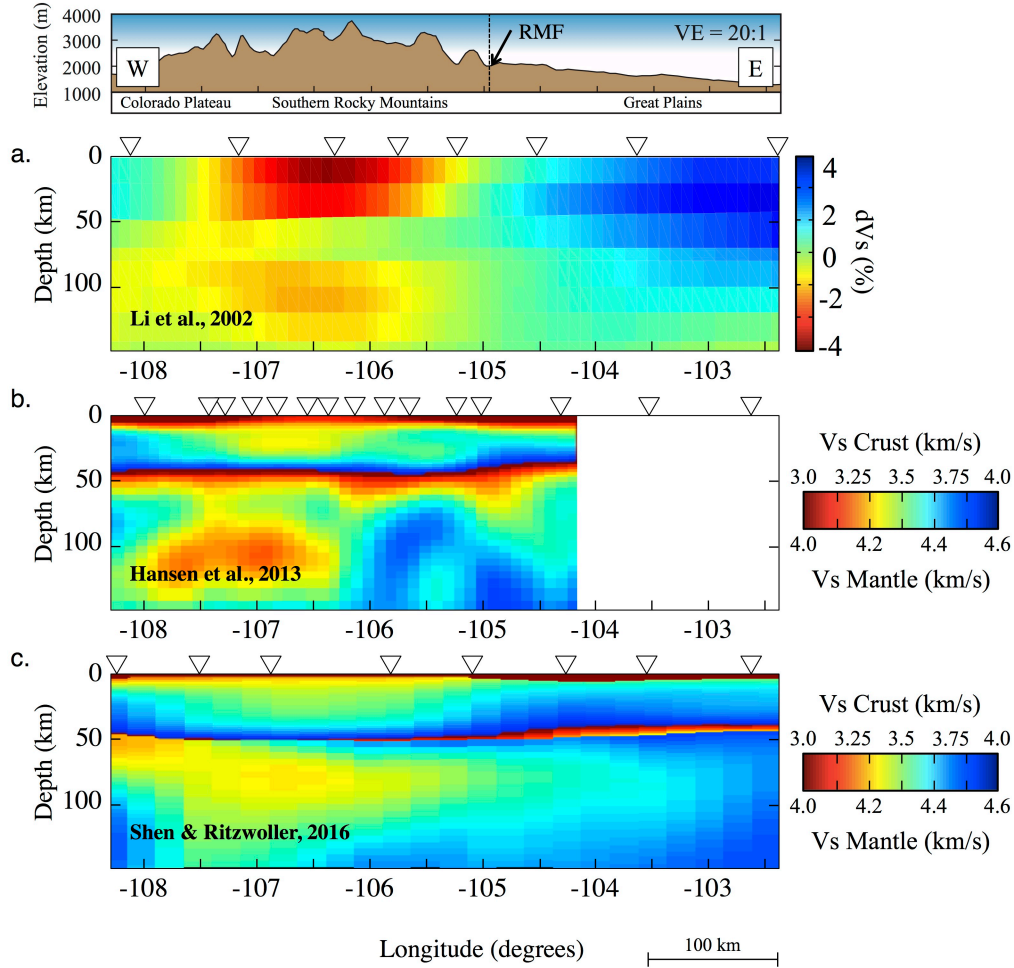 Elevation (m)
4000
3000
2000
1000
RMF
VE = 20:1
W
E
Colorado Plateau
Southern Rocky Mountains
Great Plains
a.
Depth (km)
0
50
100
Li et al., 2002
-108
-107
-106
-105
-104
-103
4
2
0
-2
-4
dVs (%)
b.
Depth (km)
0
50
100
Hansen et al., 2013
-108
-107
-106
-105
-104
-103
Vs Crust (km/s)
4.0 3.25 3.5 3.75 4.0
4.0 4.2 4.4 4.6
Vs Mantle (km/s)
c.
Depth (km)
0
50
100
Shen & Ritzwoller, 2016
-108
-107
-106
-105
-104
-103
Vs Crust (km/s)
3.0 3.25 3.5 3.75 4.0
4.0 4.2 4.4 4.6
Vs Mantle (km/s)
Longitude (degrees)
100 km